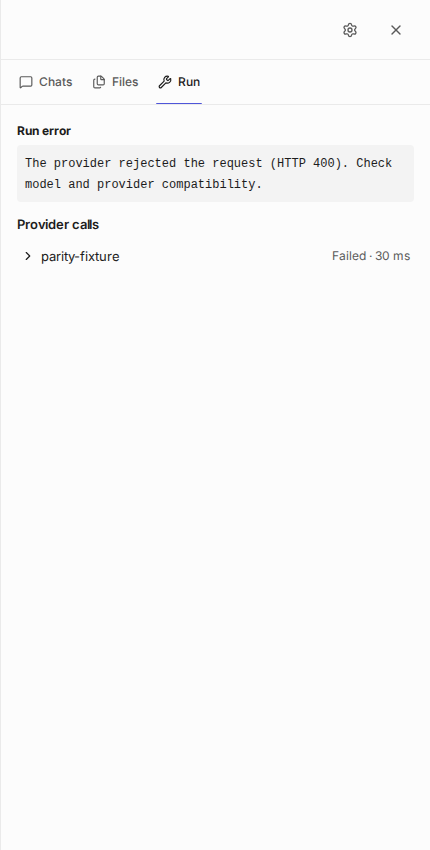 Chats Files Run
Run error
The provider rejected the request (HTTP 400). Check
model and provider compatibility.
Provider calls
parity-fixture Failed · 30 ms